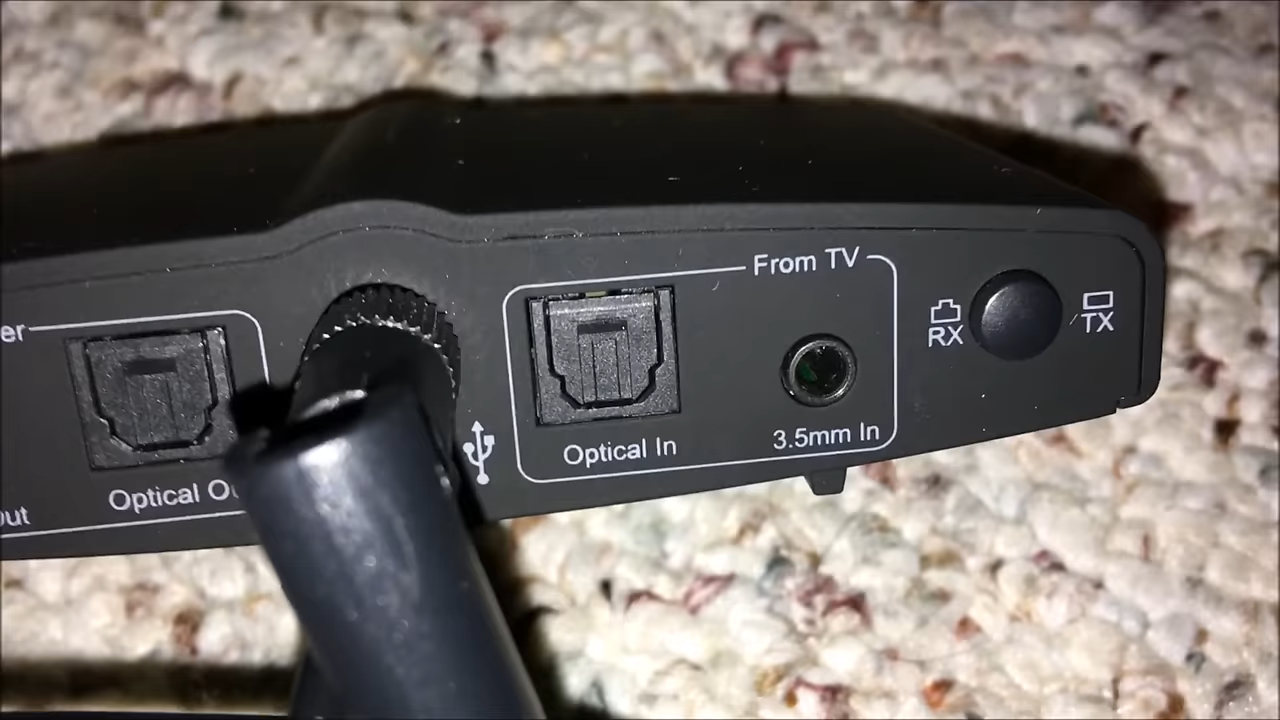 From TV
RX
TX
Optical In
3.5mm In
Optical